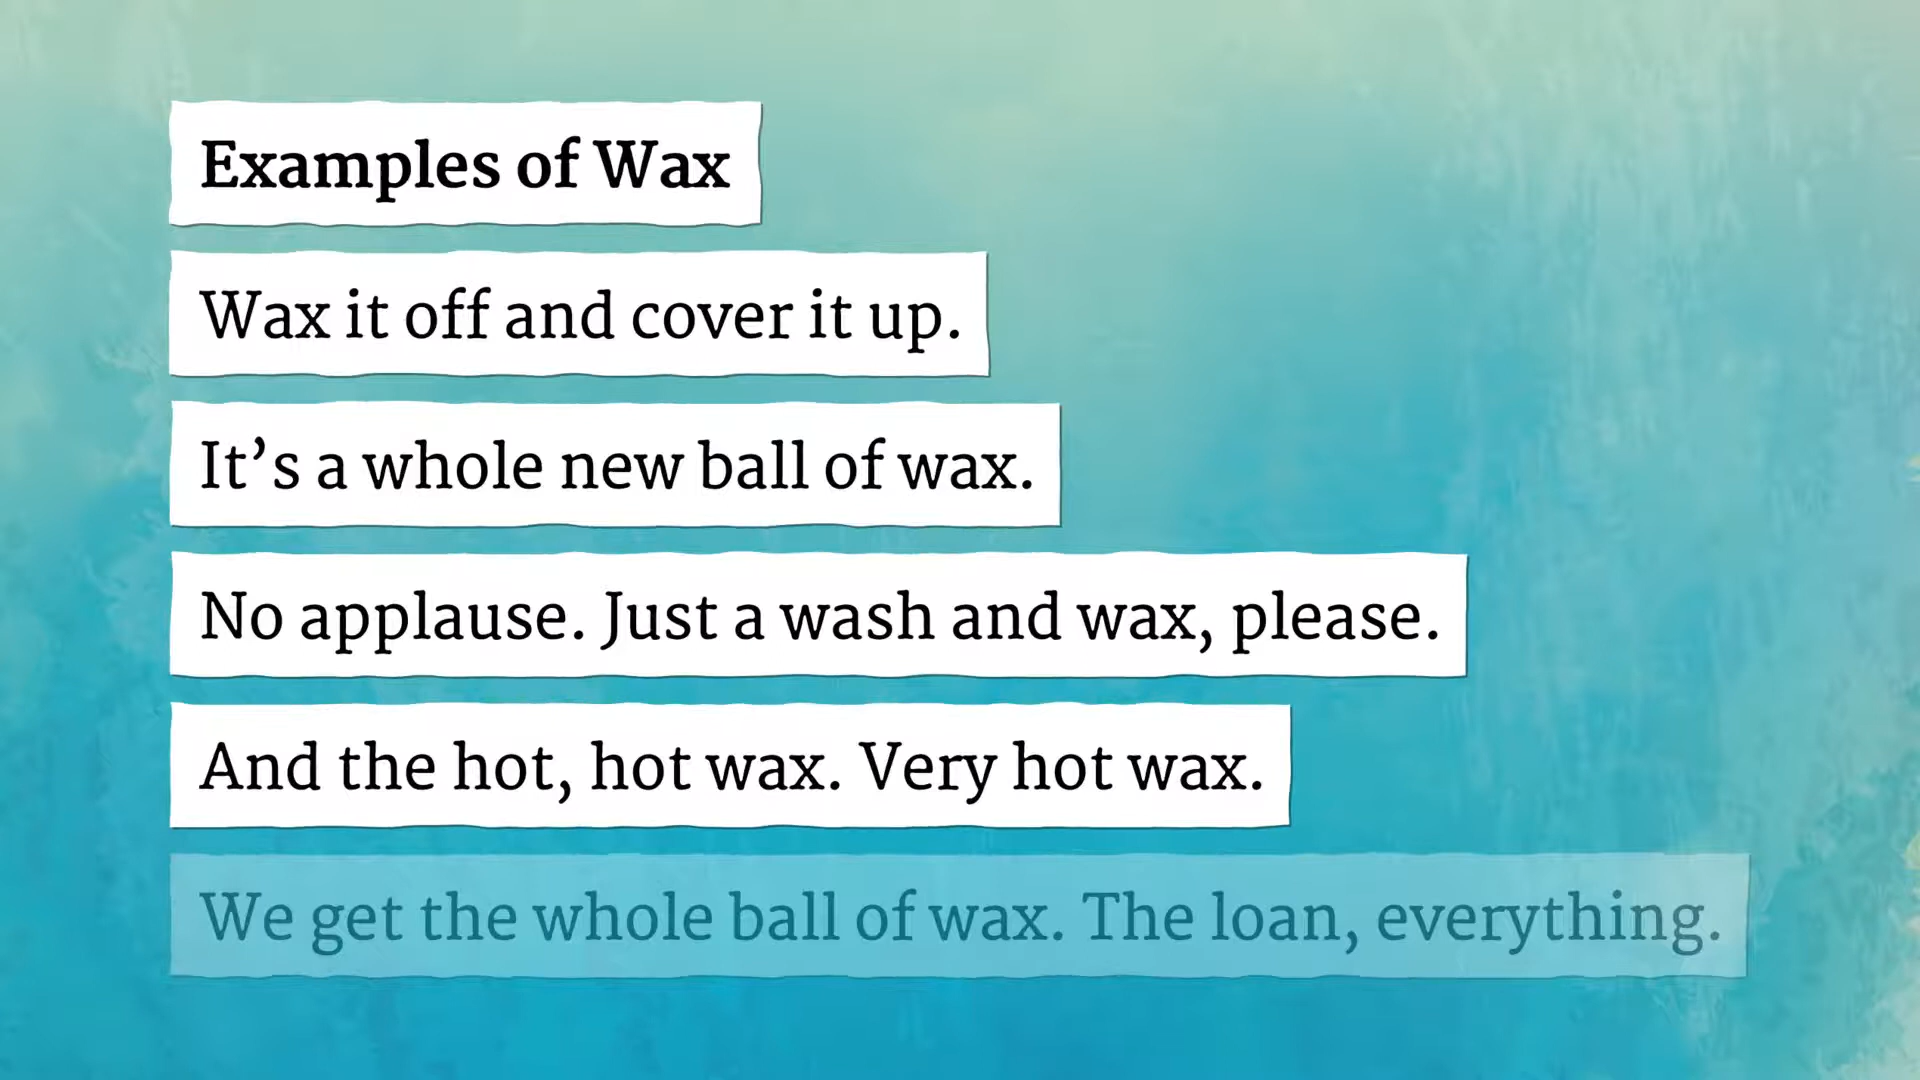 Examples of Wax
Wax it off and cover it up.
It’s a whole new ball of wax.
No applause. Just a wash and wax, please.
And the hot, hot wax. Very hot wax.
We get the whole ball of wax. The loan, everything.